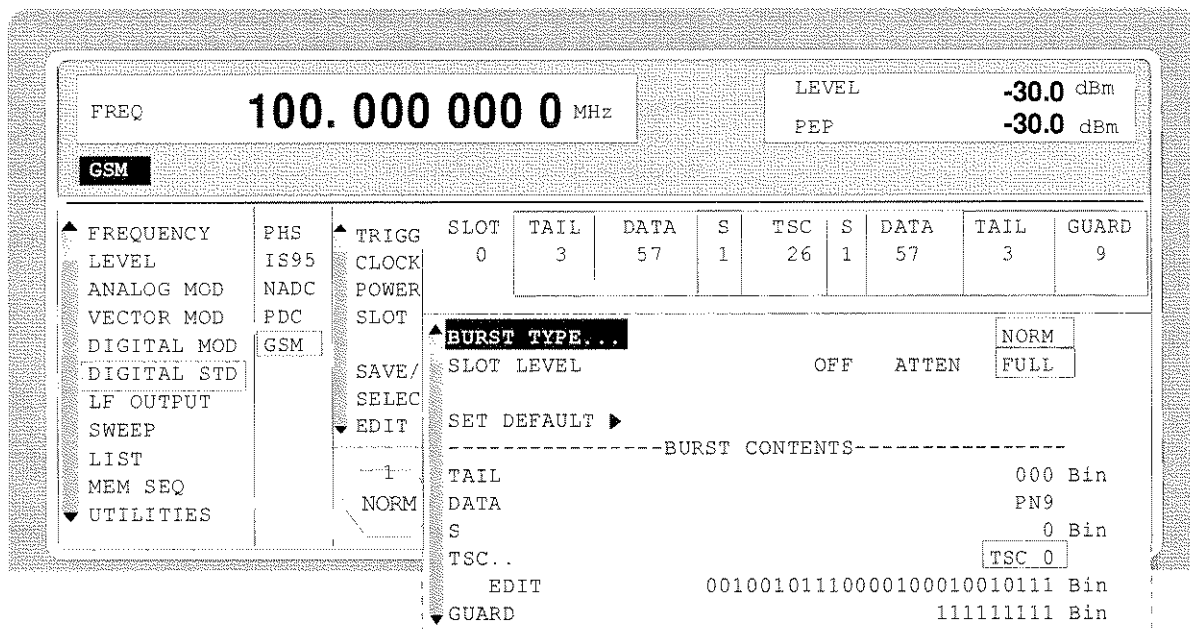 FREQ 100. 000 000 0 MHz
LEVEL -30.0 dBm
PEP -30.0 dBm
GSM
FREQUENCY
LEVEL
ANALOG MOD
VECTOR MOD
DIGITAL MOD
DIGITAL STD
LF OUTPUT
SWEEP
LIST
MEM SEQ
UTILITIES
PHS
IS95
NADC
PDC
GSM
TRIGG
CLOCK
POWER
SLOT
SAVE/
SELEC
EDIT
1
NORM
SLOT TAIL DATA S TSC S DATA TAIL GUARD
0 3 57 1 26 1 57 3 9
BURST TYPE... NORM
SLOT LEVEL OFF ATTEN FULL
SET DEFAULT ▶
-------------------BURST CONTENTS-------------------
TAIL 000 Bin
DATA PN9
S 0 Bin
TSC.. TSC 0
EDIT 00100101110000100010010111 Bin
GUARD 111111111 Bin